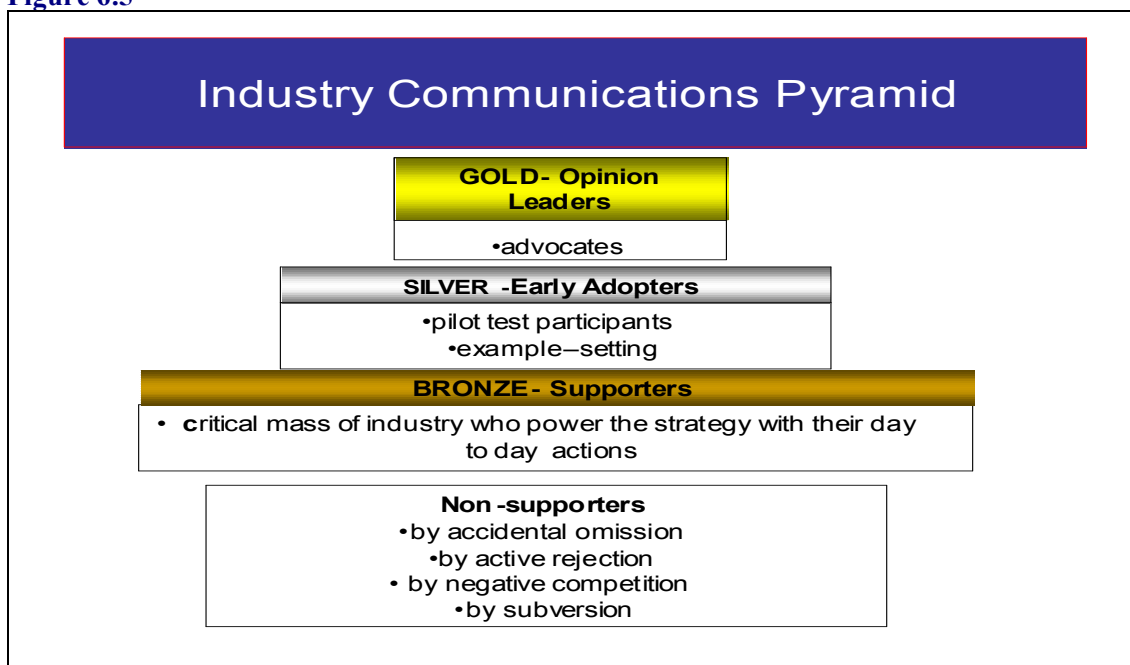 Industry Communications Pyramid
GOLD- Opinion
Leaders
•advocates
SILVER -Early Adopters
•pilot test participants
•example–setting
BRONZE- Supporters
• critical mass of industry who power the strategy with their day
to day actions
Non-supporters
•by accidental omission
•by active rejection
• by negative competition
•by subversion